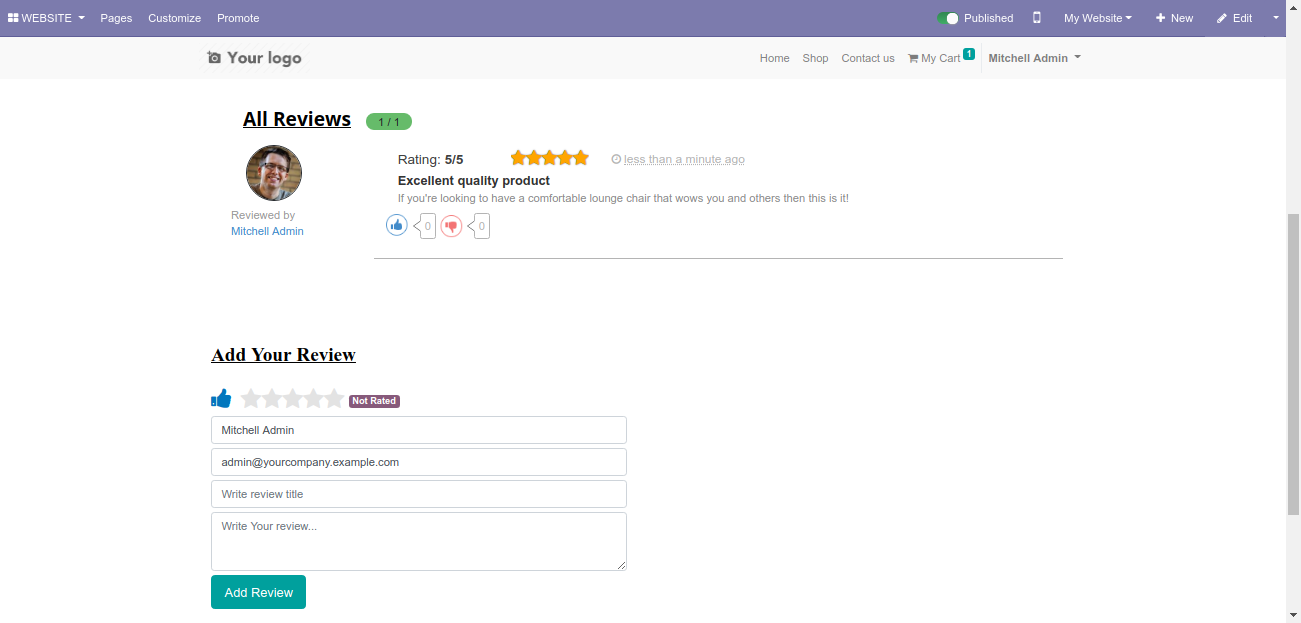 WEBSITE Pages Customize Promote Published My Website New Edit
Your logo Home Shop Contact us My Cart 1 Mitchell Admin
All Reviews 1 / 1
Rating: 5/5 less than a minute ago
Excellent quality product
If you're looking to have a comfortable lounge chair that wows you and others then this is it!
Reviewed by
0 0
Mitchell Admin
Add Your Review
Not Rated
Mitchell Admin
admin@yourcompany.example.com
Write review title
Write Your review...
Add Review